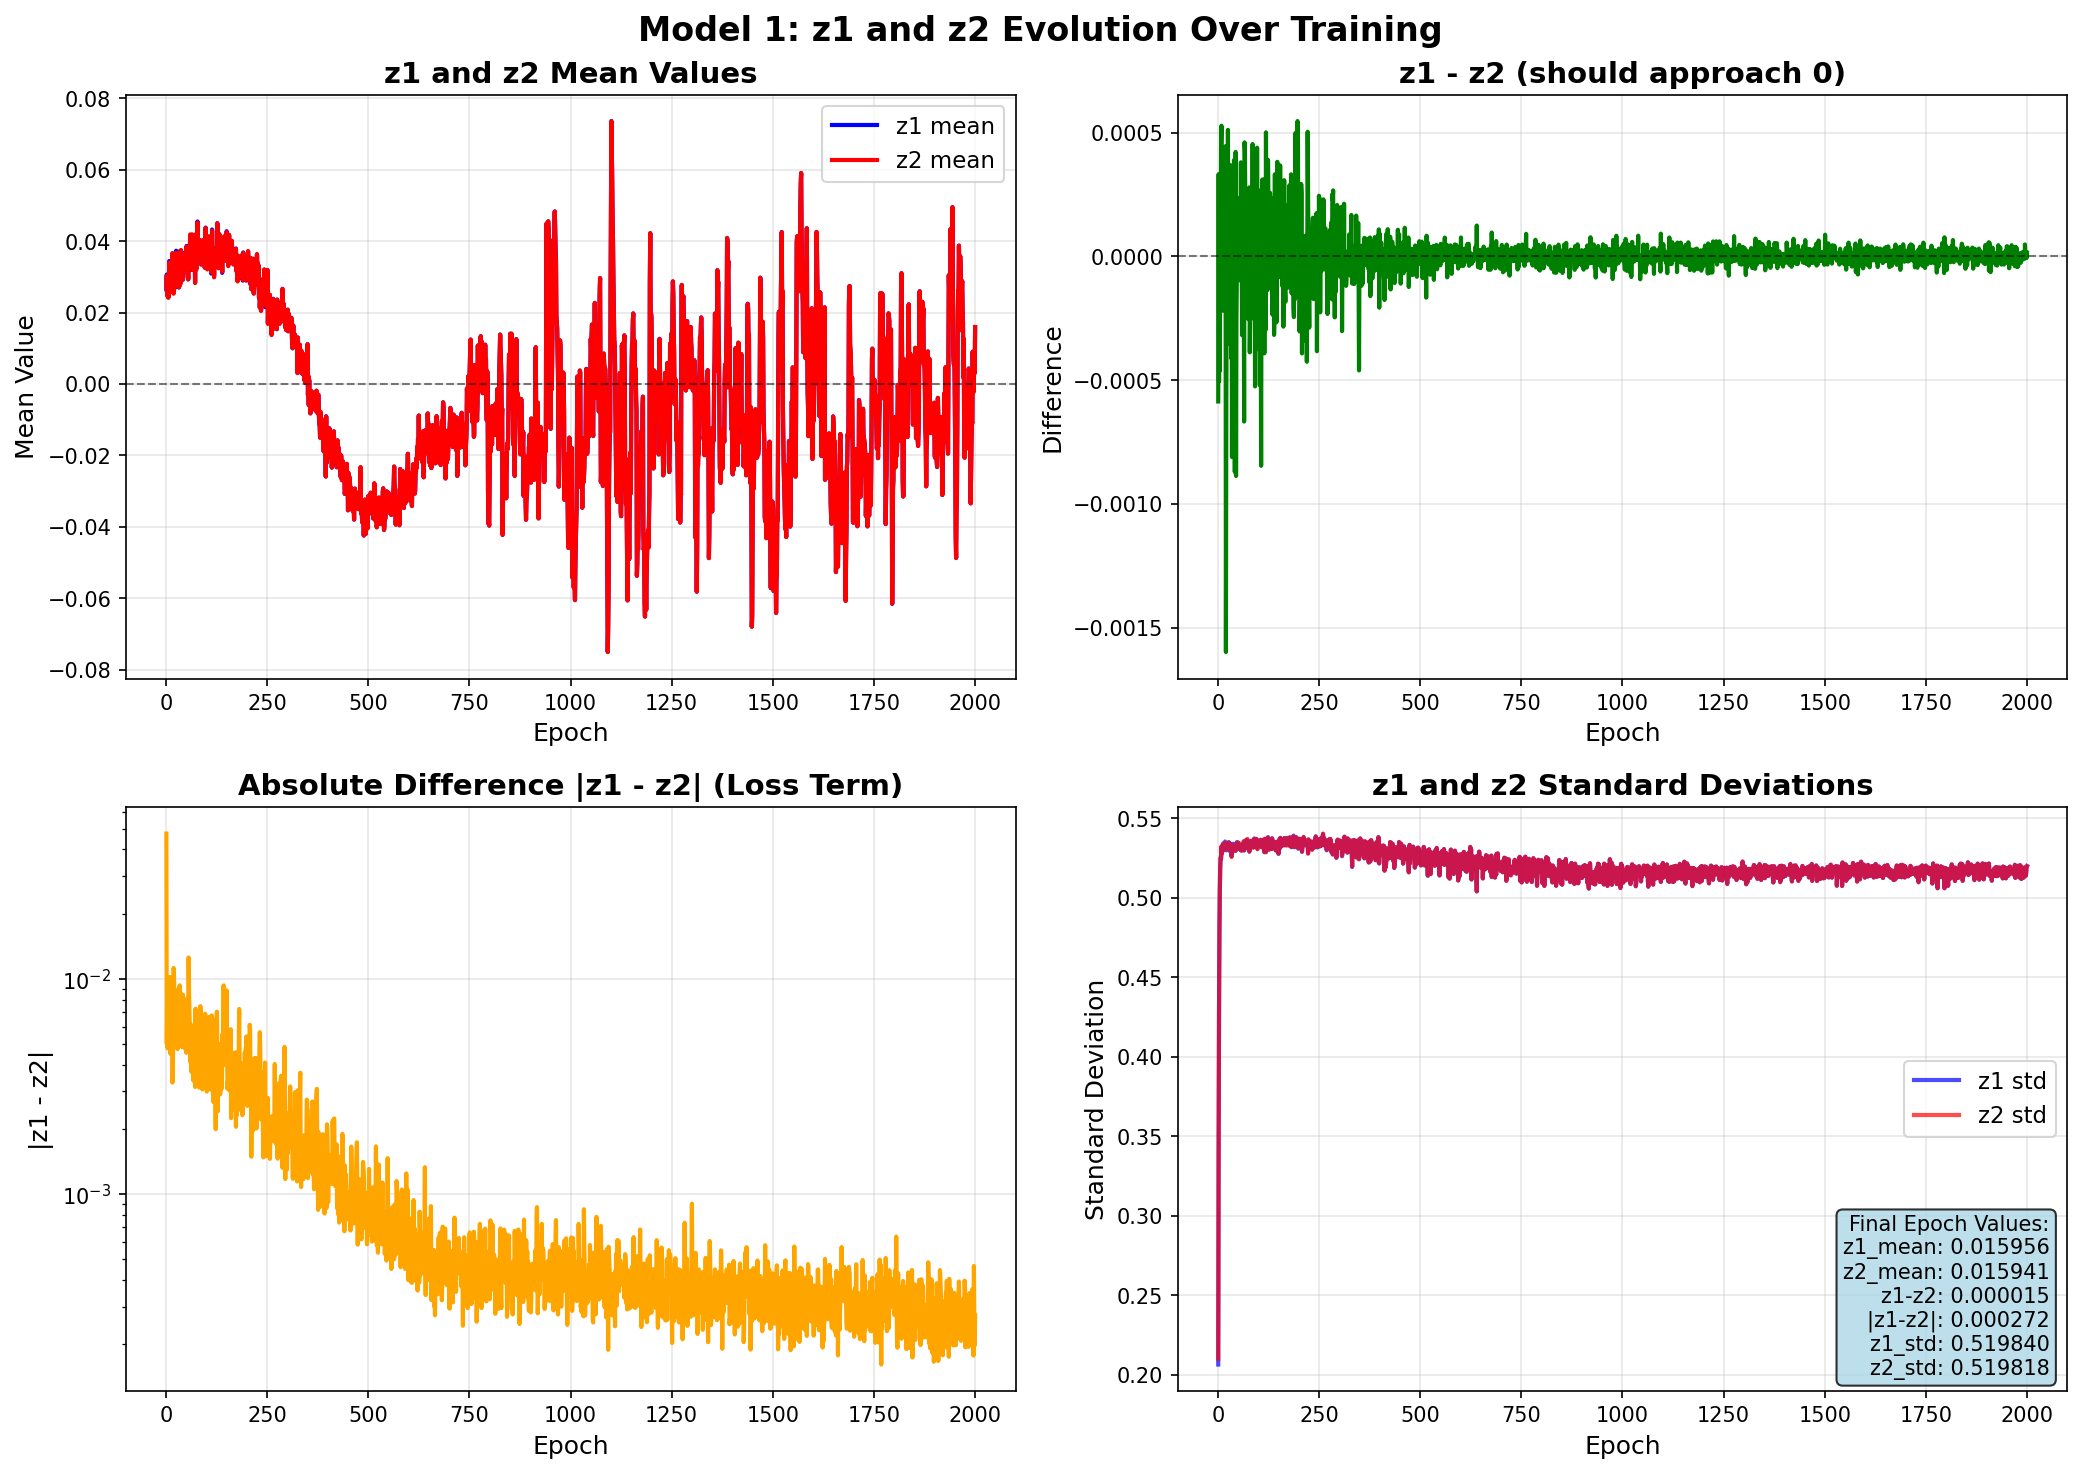 Model 1: z1 and z2 Evolution Over Training
z1 and z2 Mean Values
0.08
0.06
0.04
0.02
0.00
−0.02
−0.04
−0.06
−0.08
Mean Value
z1 mean
z2 mean
0 250 500 750 1000 1250 1500 1750 2000
Epoch
z1 - z2 (should approach 0)
0.0005
0.0000
−0.0005
−0.0010
−0.0015
Difference
0 250 500 750 1000 1250 1500 1750 2000
Epoch
Absolute Difference |z1 - z2| (Loss Term)
10⁻²
10⁻³
|z1 - z2|
0 250 500 750 1000 1250 1500 1750 2000
Epoch
z1 and z2 Standard Deviations
0.55
0.50
0.45
0.40
0.35
0.30
0.25
0.20
Standard Deviation
z1 std
z2 std
Final Epoch Values:
z1_mean: 0.015956
z2_mean: 0.015941
z1-z2: 0.000015
|z1-z2|: 0.000272
z1_std: 0.519840
z2_std: 0.519818
0 250 500 750 1000 1250 1500 1750 2000
Epoch